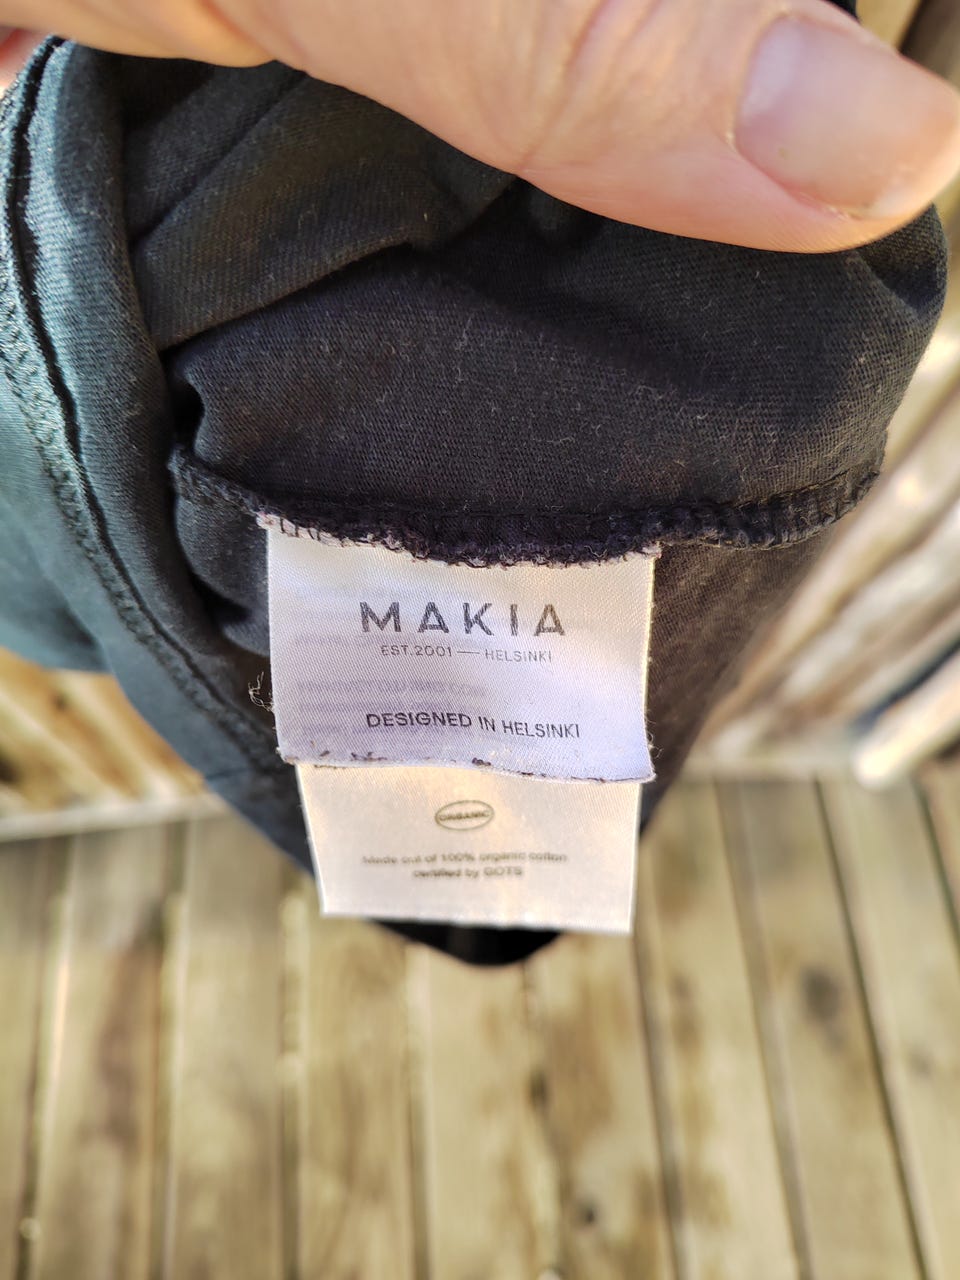 MAKIA
EST.2001 — HELSINKI
DESIGNED IN HELSINKI
ORGANIC
Made out of 100% organic cotton
certified by GOTS